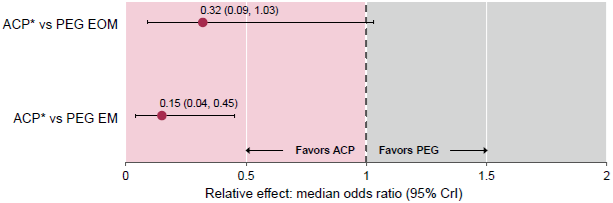 ACP* vs PEG EOM
0.32 (0.09, 1.03)
ACP* vs PEG EM
0.15 (0.04, 0.45)
Favors ACP
Favors PEG
0
0.5
1
1.5
2
Relative effect: median odds ratio (95% CrI)